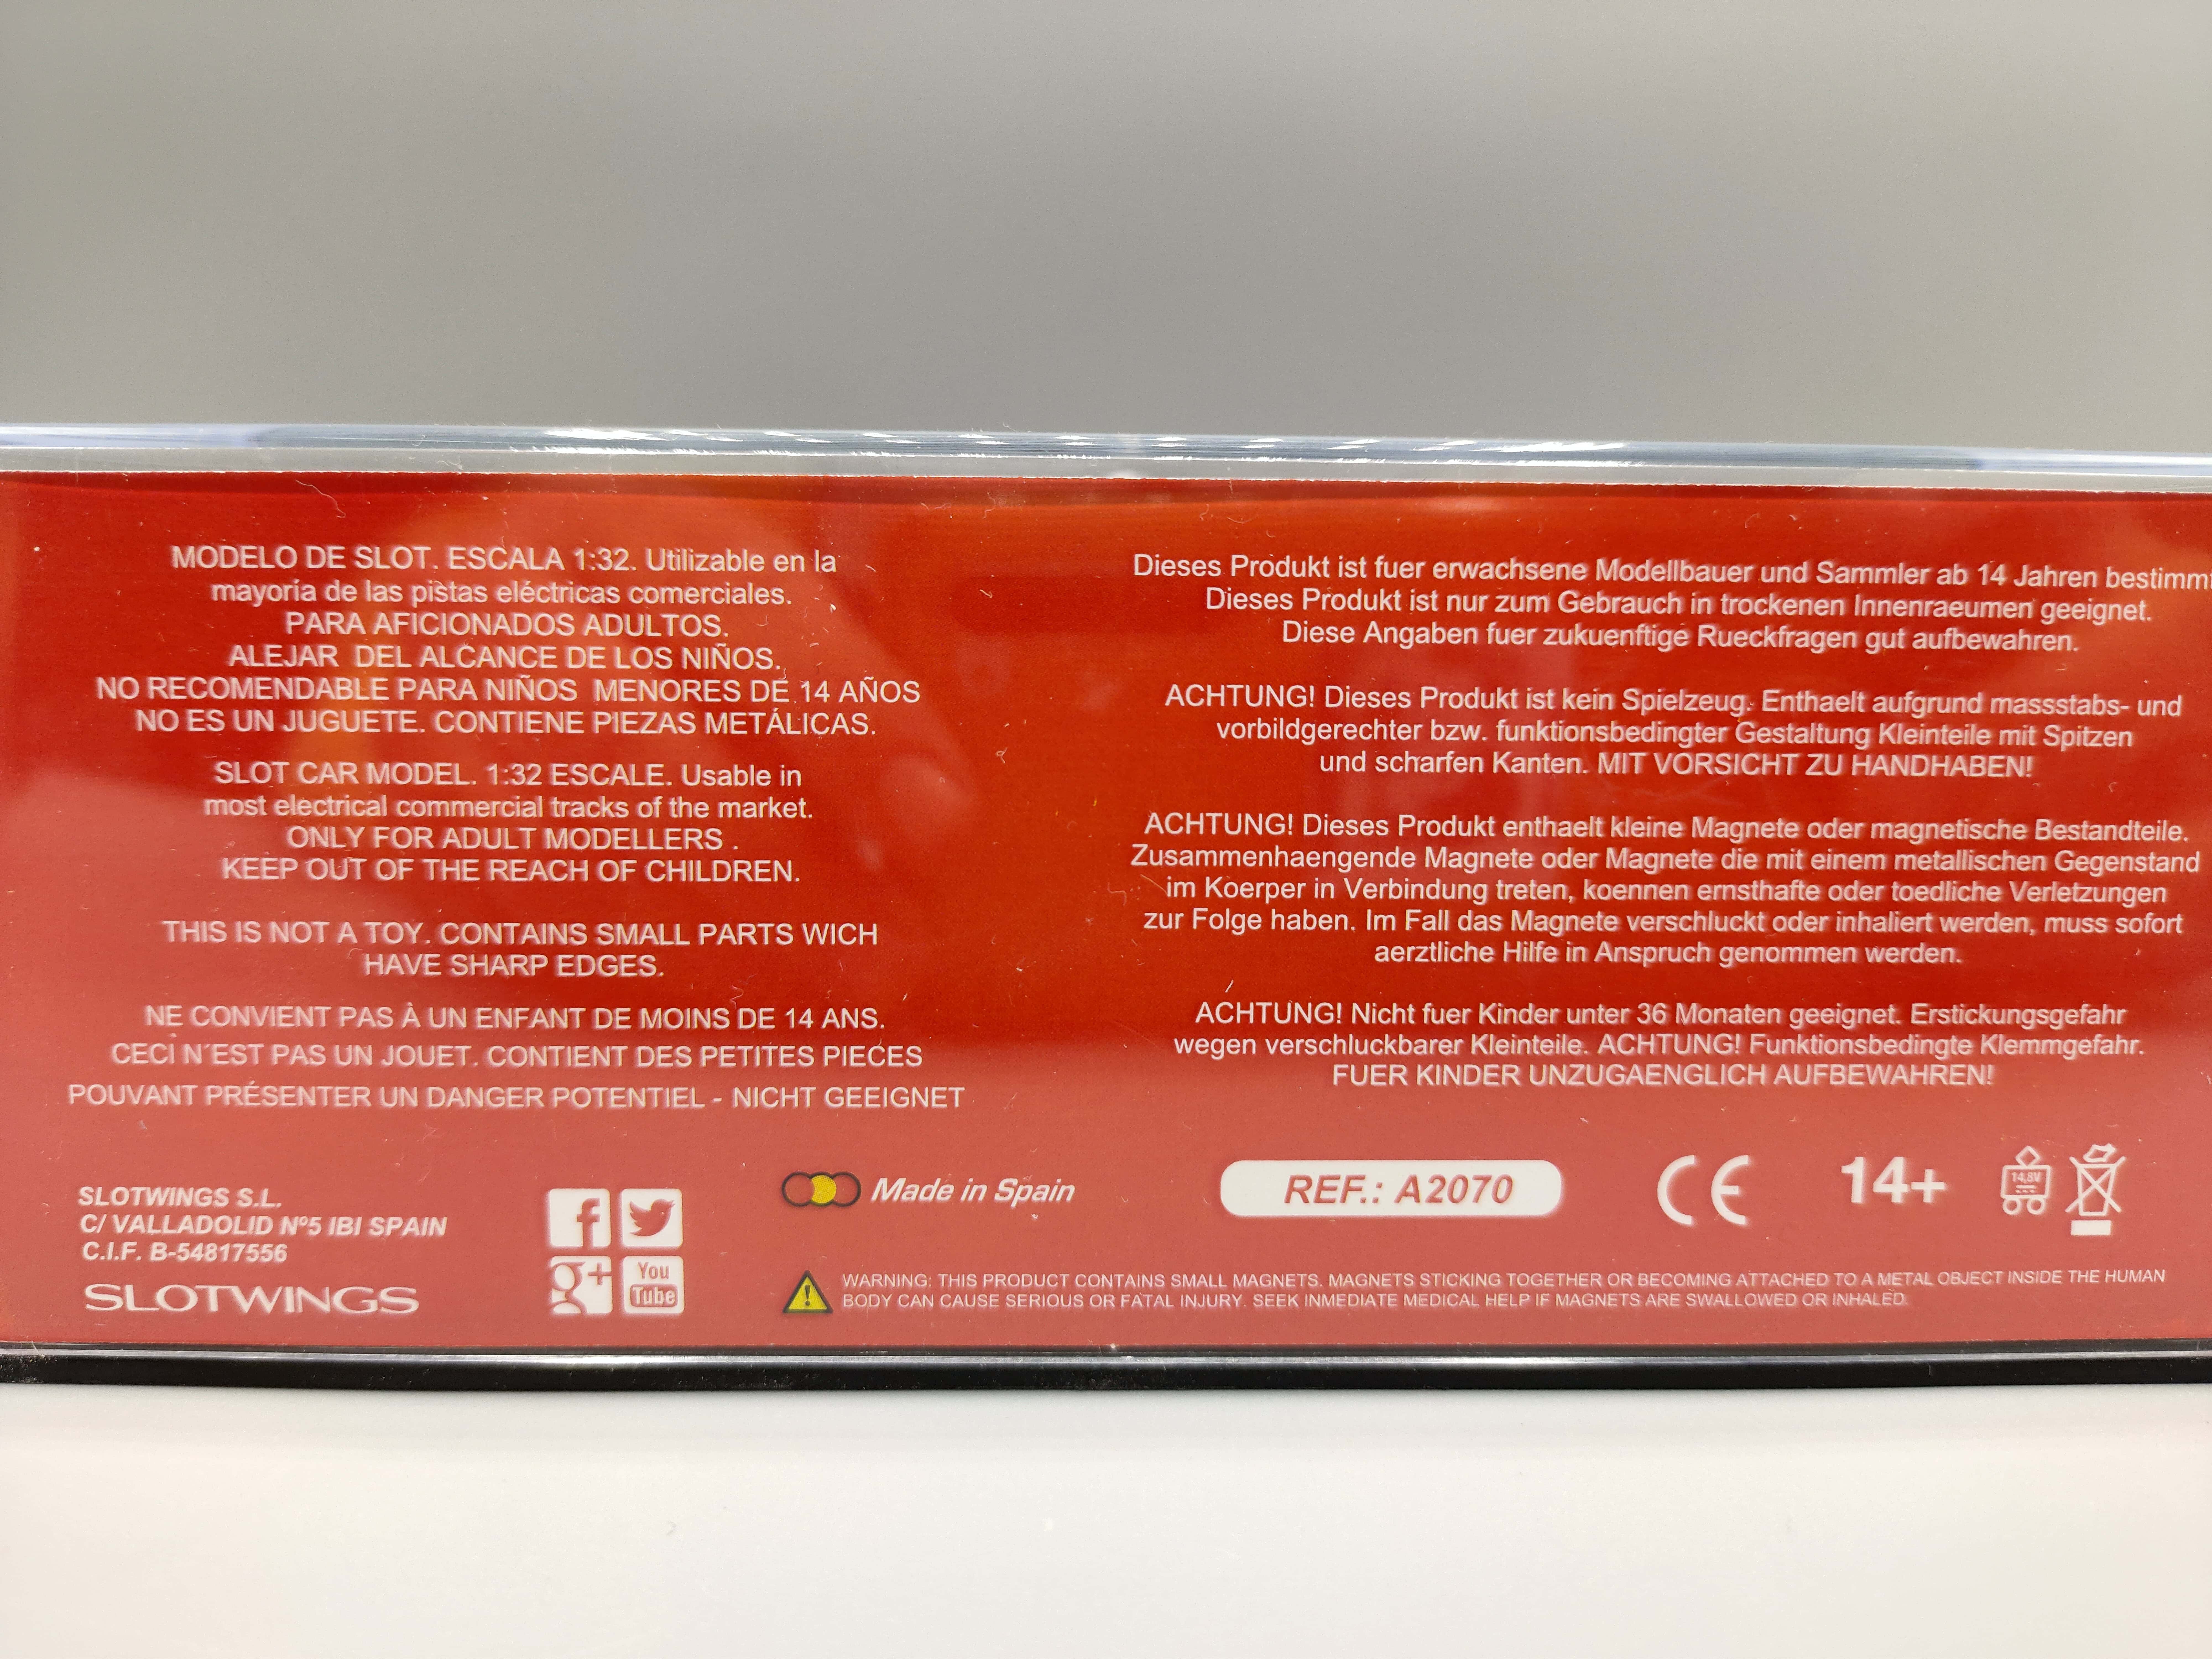 MODELO DE SLOT. ESCALA 1:32. Utilizable en la
mayoría de las pistas eléctricas comerciales.
PARA AFICIONADOS ADULTOS.
ALEJAR DEL ALCANCE DE LOS NIÑOS.
NO RECOMENDABLE PARA NIÑOS MENORES DE 14 AÑOS
NO ES UN JUGUETE. CONTIENE PIEZAS METÁLICAS.
SLOT CAR MODEL. 1:32 ESCALE. Usable in
most electrical commercial tracks of the market.
ONLY FOR ADULT MODELLERS .
KEEP OUT OF THE REACH OF CHILDREN.
THIS IS NOT A TOY. CONTAINS SMALL PARTS WICH
HAVE SHARP EDGES.
NE CONVIENT PAS À UN ENFANT DE MOINS DE 14 ANS.
CECI N´EST PAS UN JOUET. CONTIENT DES PETITES PIECES
POUVANT PRÉSENTER UN DANGER POTENTIEL - NICHT GEEIGNET
Dieses Produkt ist fuer erwachsene Modellbauer und Sammler ab 14 Jahren bestimmt
Dieses Produkt ist nur zum Gebrauch in trockenen Innenraeumen geeignet.
Diese Angaben fuer zukuenftige Rueckfragen gut aufbewahren.
ACHTUNG! Dieses Produkt ist kein Spielzeug. Enthaelt aufgrund massstabs- und
vorbildgerechter bzw. funktionsbedingter Gestaltung Kleinteile mit Spitzen
und scharfen Kanten. MIT VORSICHT ZU HANDHABEN!
ACHTUNG! Dieses Produkt enthaelt kleine Magnete oder magnetische Bestandteile.
Zusammenhaengende Magnete oder Magnete die mit einem metallischen Gegenstand
im Koerper in Verbindung treten, koennen ernsthafte oder toedliche Verletzungen
zur Folge haben. Im Fall das Magnete verschluckt oder inhaliert werden, muss sofort
aerztliche Hilfe in Anspruch genommen werden.
ACHTUNG! Nicht fuer Kinder unter 36 Monaten geeignet. Erstickungsgefahr
wegen verschluckbarer Kleinteile. ACHTUNG! Funktionsbedingte Klemmgefahr.
FUER KINDER UNZUGAENGLICH AUFBEWAHREN!
SLOTWINGS S.L.
C/ VALLADOLID Nº5 IBI SPAIN
C.I.F. B-54817556
SLOTWINGS
f
g+
You
Tube
Made in Spain
REF.: A2070
CE
14+
14,8V
WARNING: THIS PRODUCT CONTAINS SMALL MAGNETS. MAGNETS STICKING TOGETHER OR BECOMING ATTACHED TO A METAL OBJECT INSIDE THE HUMAN
BODY CAN CAUSE SERIOUS OR FATAL INJURY. SEEK INMEDIATE MEDICAL HELP IF MAGNETS ARE SWALLOWED OR INHALED.